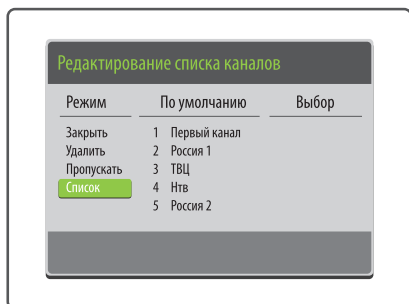 Редактирование списка каналов
Режим По умолчанию Выбор
Закрыть 1 Первый канал
Удалить 2 Россия 1
Пропускать 3 ТВЦ
Список 4 Нтв
5 Россия 2